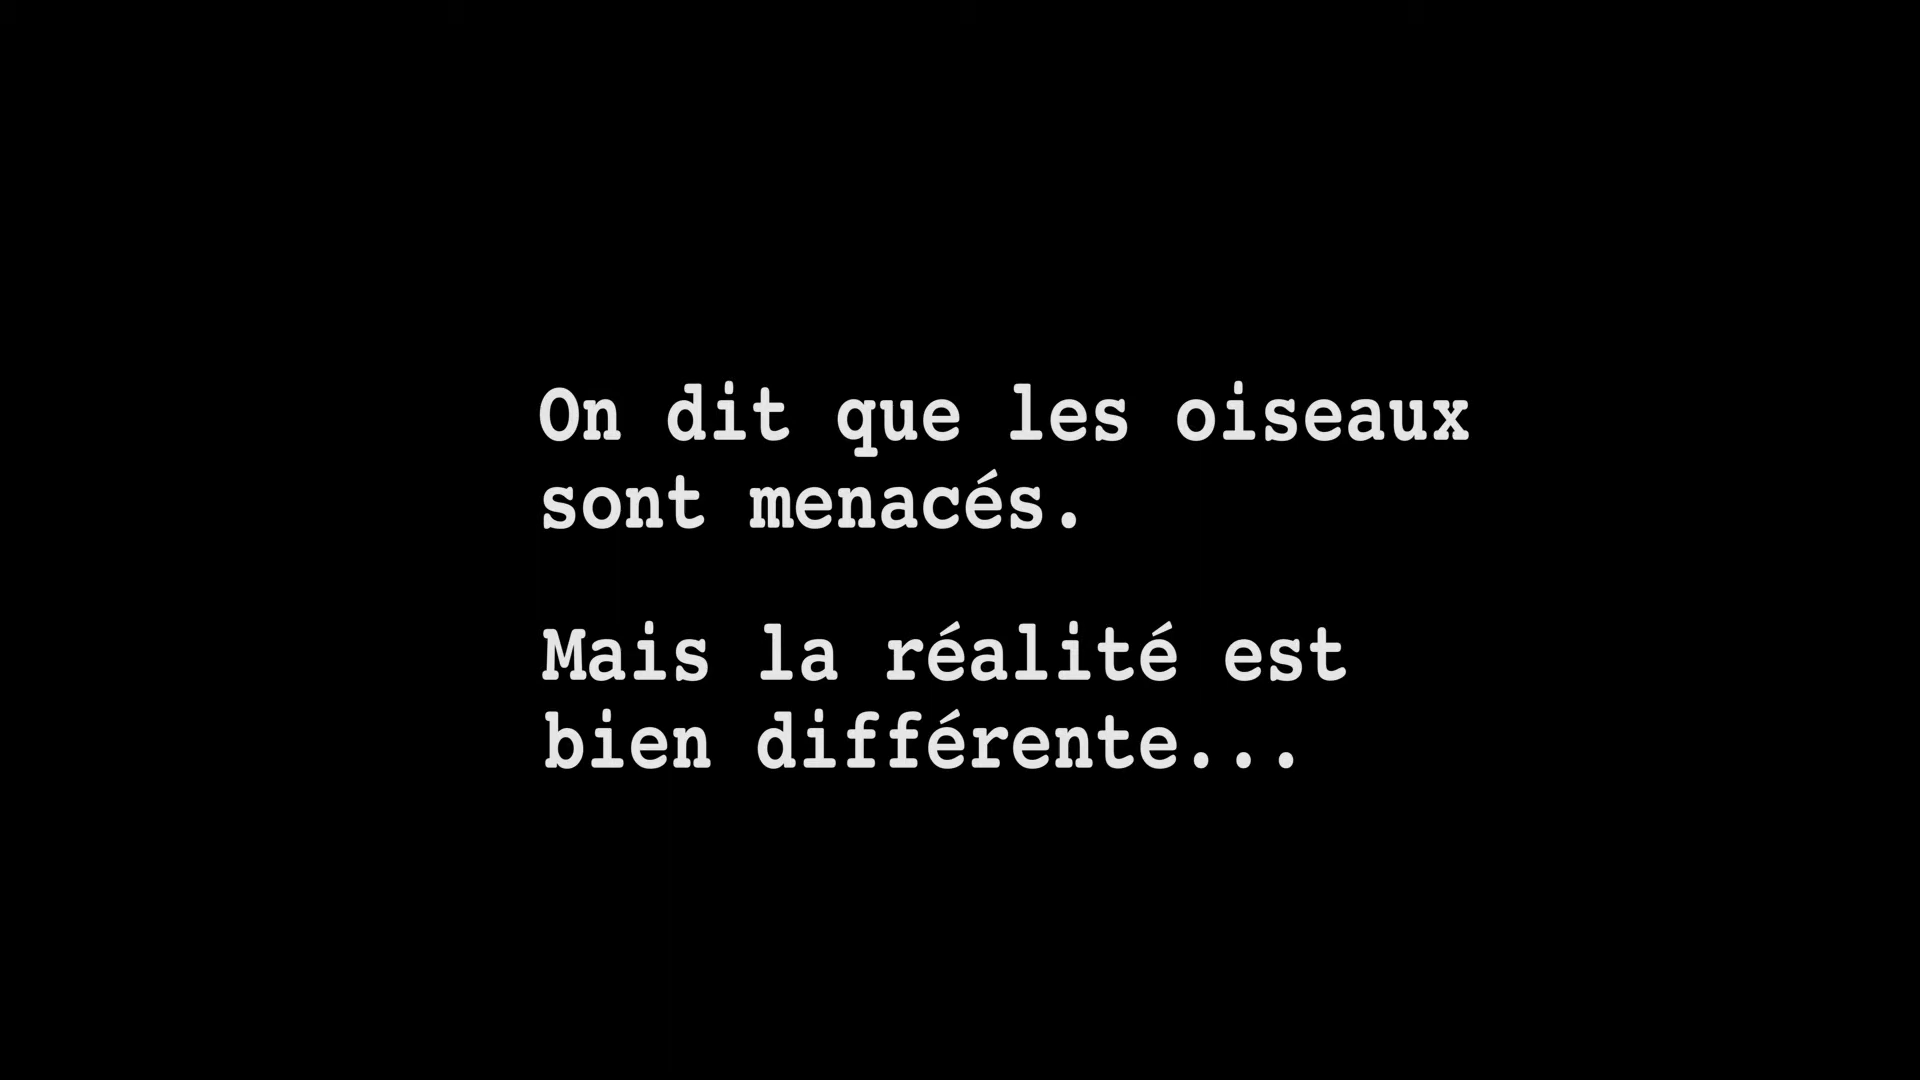 On dit que les oiseaux
sont menacés.
Mais la réalité est
bien différente...